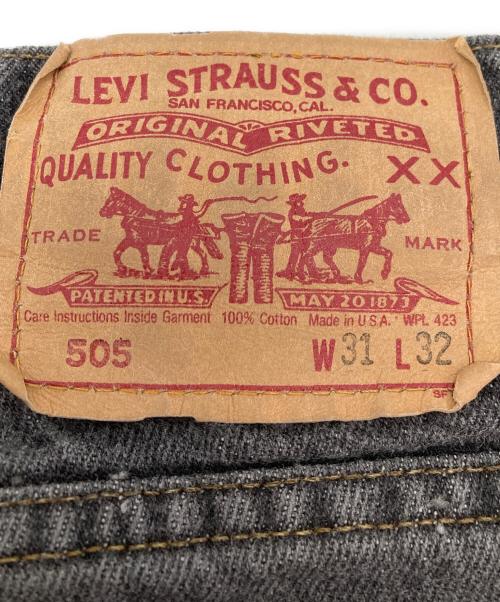 LEVI STRAUSS & CO.
SAN FRANCISCO, CAL.
ORIGINAL RIVETED
QUALITY CLOTHING. XX
TRADE MARK
PATENTED IN U.S. MAY 20 1873
Care Instructions Inside Garment 100% Cotton Made in U.S.A. WPL 423
505 W31 L32
SF